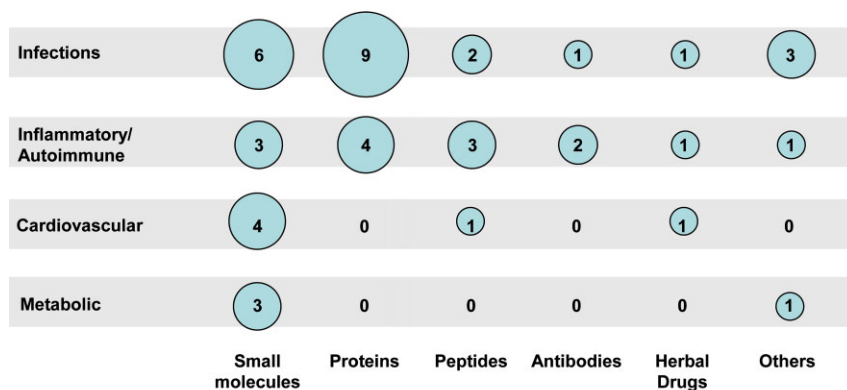 Infections 6 9 2 1 1 3
Inflammatory/
Autoimmune 3 4 3 2 1 1
Cardiovascular 4 0 1 0 1 0
Metabolic 3 0 0 0 0 1
Small
molecules Proteins Peptides Antibodies Herbal
Drugs Others